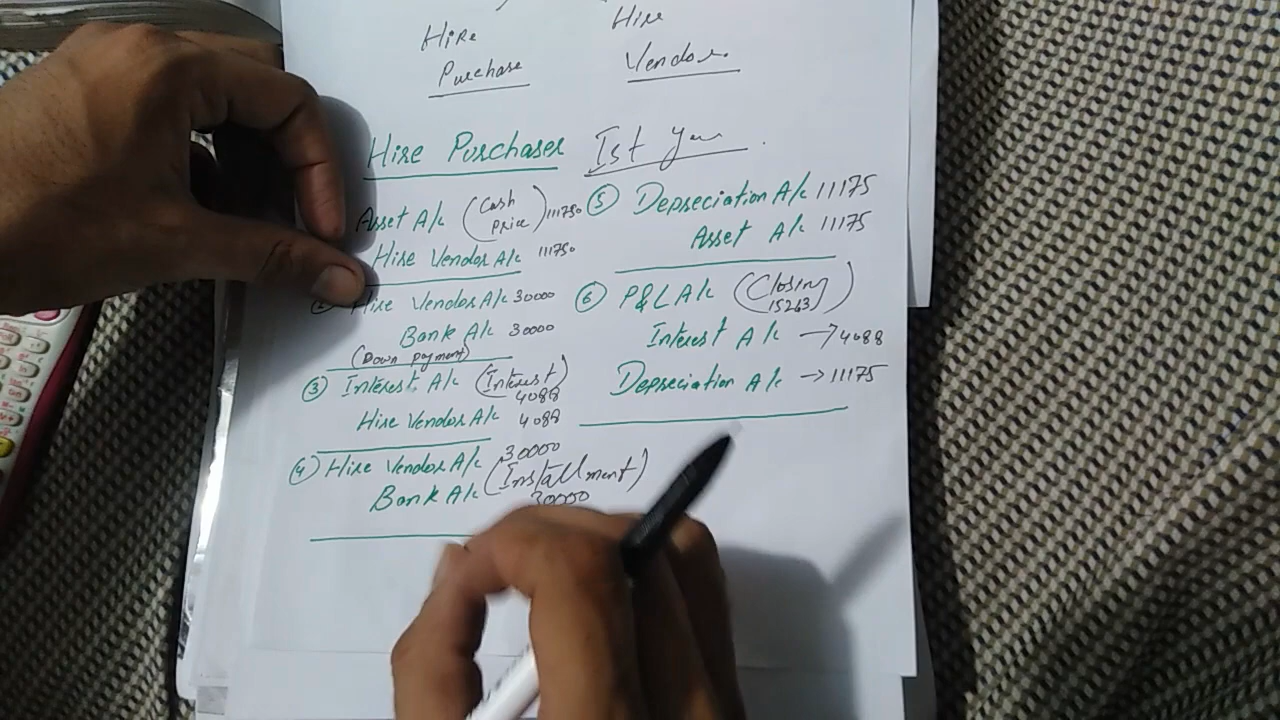 Hire
Purchase
Hire
Vendor.
Hire Purchaser Ist year.
Asset A/c (Cash price) 111750
Hire Vendor A/c 111750
② Hire Vendor A/c 30000
Bank A/c 30000
(Down payment)
③ Interest A/c (Interest)
4088
Hire Vendor A/c 4088
④ Hire Vendor A/c 30000
Bank A/c (Installment)
30000
⑤ Depreciation A/c 11175
Asset A/c 11175
⑥ P&L A/c (Closing
15263)
Interest A/c → 4088
Depreciation A/c → 11175